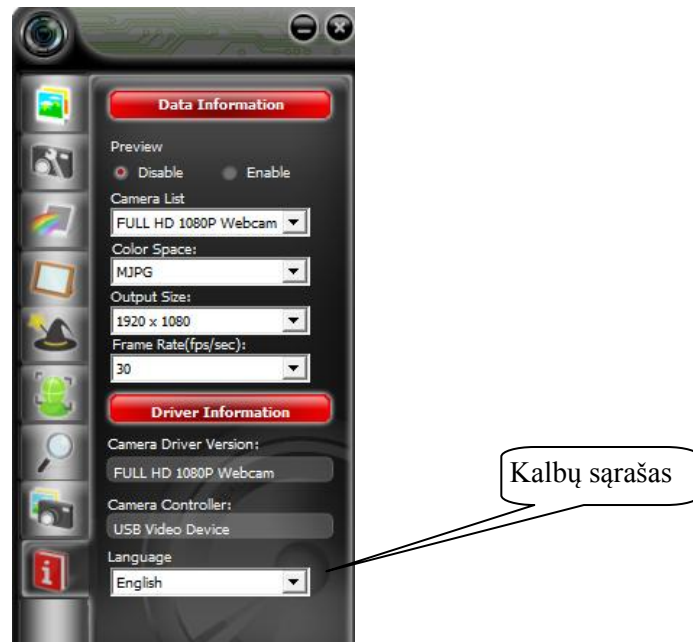 Data Information
Preview
Disable Enable
Camera List
FULL HD 1080P Webcam
Color Space:
MJPG
Output Size:
1920 x 1080
Frame Rate(fps/sec):
30
Driver Information
Camera Driver Version:
FULL HD 1080P Webcam
Kalbų sąrašas
Camera Controller:
USB Video Device
Language
English